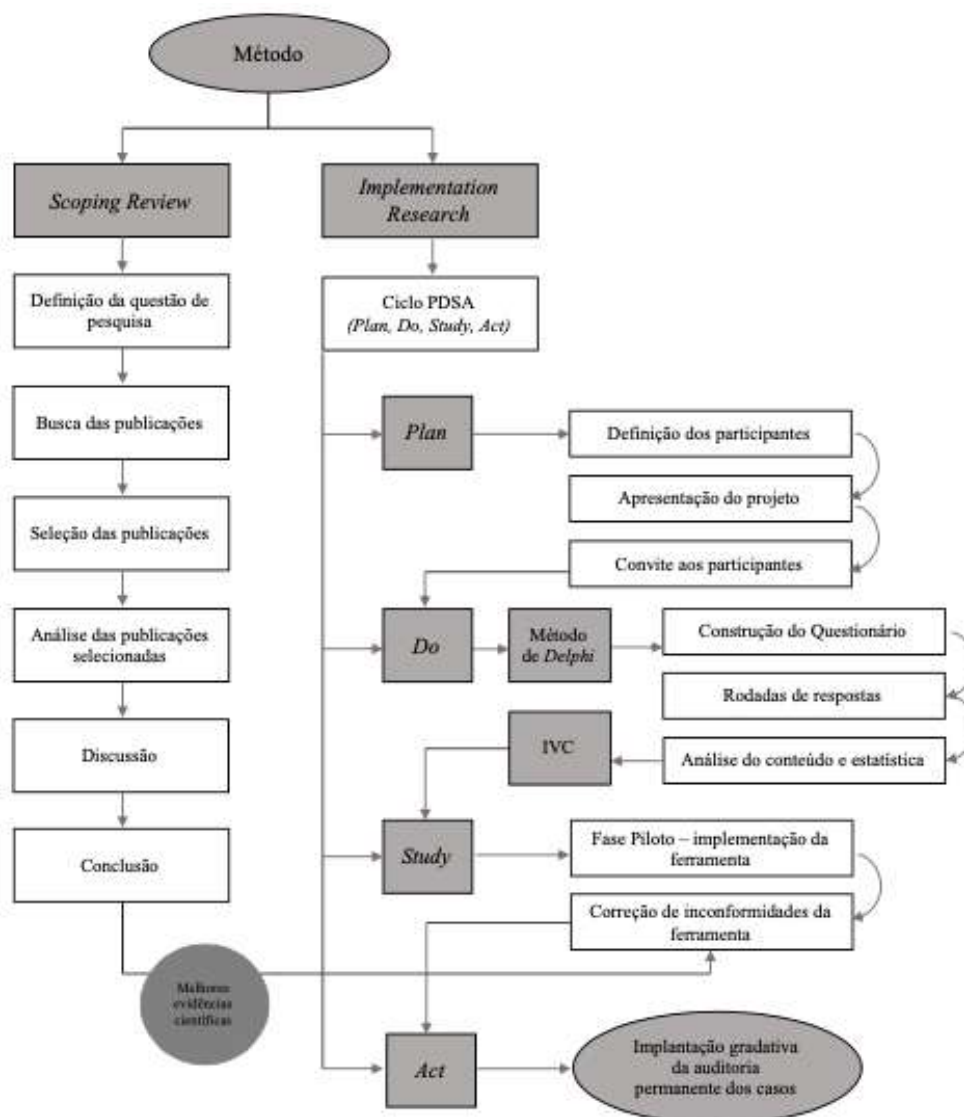 Método
Scoping Review
Definição da questão de
pesquisa
Busca das publicações
Seleção das publicações
Análise das publicações
selecionadas
Discussão
Conclusão
Melhores
evidências
científicas
Implementation
Research
Ciclo PDSA
(Plan, Do, Study, Act)
Plan
Definição dos participantes
Apresentação do projeto
Convite aos participantes
Do
Método
de Delphi
Construção do Questionário
Rodadas de respostas
Análise do conteúdo e estatística
IVC
Study
Fase Piloto – implementação da
ferramenta
Correção de inconformidades da
ferramenta
Act
Implantação gradativa
da auditoria
permanente dos casos